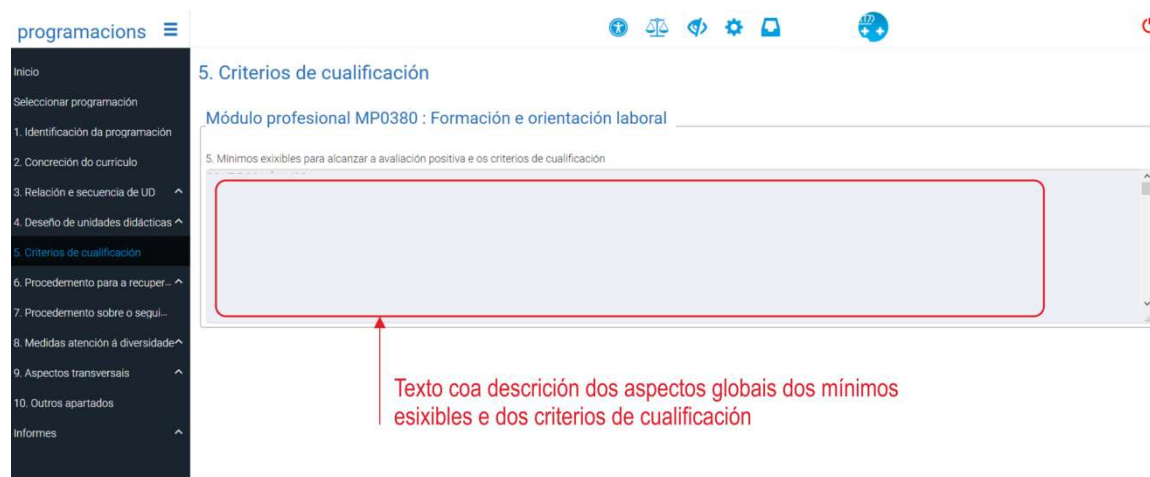 programacions
Inicio
Seleccionar programación
1. Identificación da programación
2. Concreción do currículo
3. Relación e secuencia de UD
4. Deseño de unidades didácticas
5. Criterios de cualificación
6. Procedemento para a recuper...
7. Procedemento sobre o segui...
8. Medidas atención á diversidade
9. Aspectos transversais
10. Outros apartados
Informes
5. Criterios de cualificación
Módulo profesional MP0380 : Formación e orientación laboral
5. Mínimos exixibles para alcanzar a avaliación positiva e os criterios de cualificación
Texto coa descrición dos aspectos globais dos mínimos
esixibles e dos criterios de cualificación